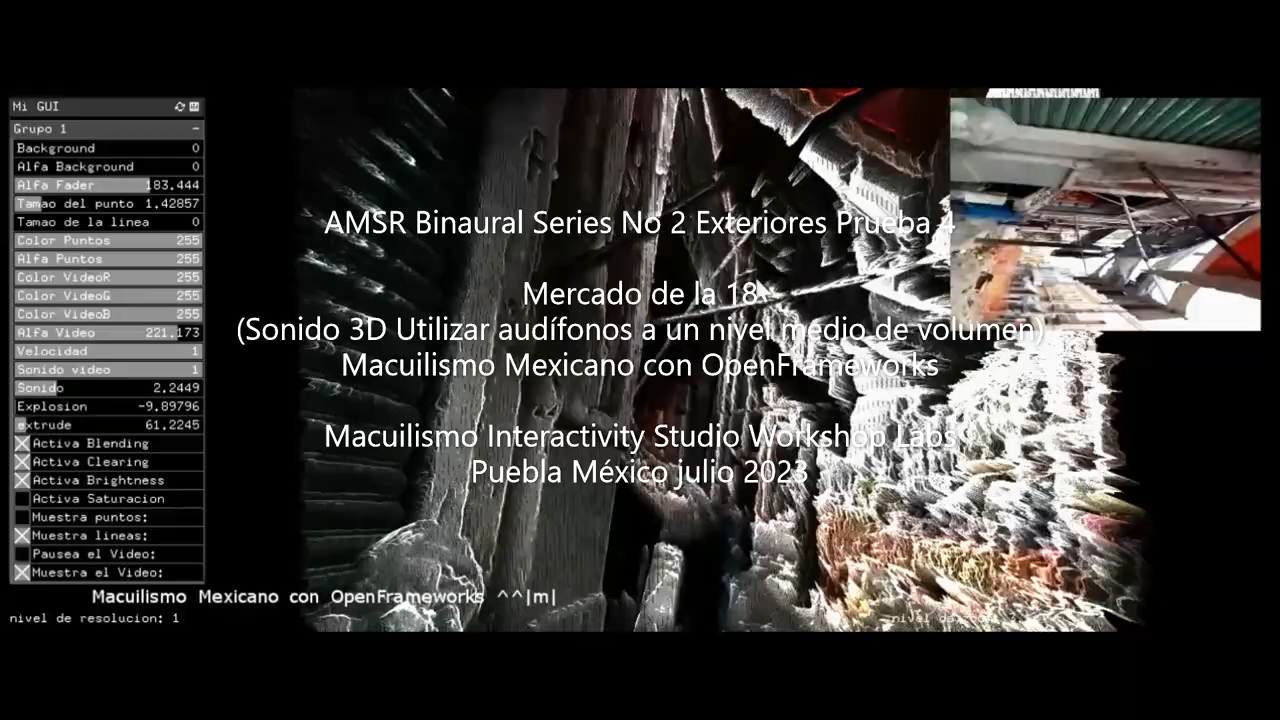 Mi GUI
Grupo 1 -
Background 0
Alfa Background 0
Alfa Fader 183.444
Tamao del punto 1.42857
Tamao de la linea 0
Color Puntos 255
Alfa Puntos 255
Color VideoR 255
Color VideoG 255
Color VideoB 255
Alfa Video 221.173
Velocidad 1
Sonido video 1
Sonido 2.2449
Explosion -9.89796
extrude 61.2245
Activa Blending
Activa Clearing
Activa Brightness
Activa Saturacion
Muestra puntos:
Muestra lineas:
Pausea el Video:
Muestra el Video:
Macuilismo Mexicano con OpenFrameworks ^^|m|
nivel de resolucion: 1
AMSR Binaural Series No 2 Exteriores Prueba 4
Mercado de la 18
(Sonido 3D Utilizar audífonos a un nivel medio de volumen)
Macuilismo Mexicano con OpenFrameworks
Macuilismo Interactivity Studio Workshop Labs
Puebla México julio 2023
nivel